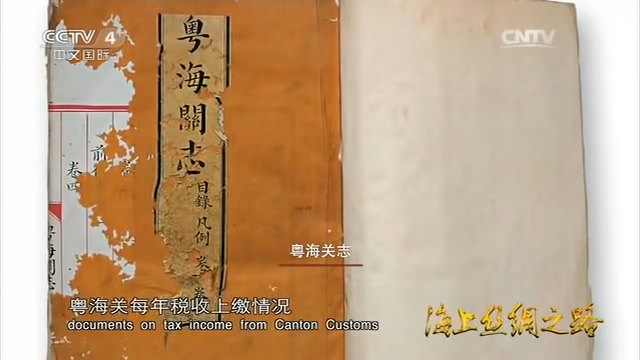 CCTV 4
中文国际
CNTV
粤海關志
目錄 凡例
卷
粤海关志
粤海关每年税收上缴情况
documents on tax income from Canton Customs
海上丝绸之路